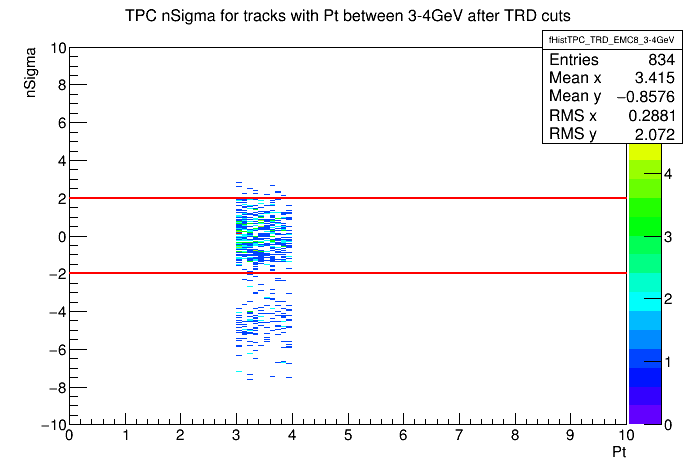 TPC nSigma for tracks with Pt between 3-4GeV after TRD cuts
fHistTPC_TRD_EMC8_3-4GeV
Entries 834
Mean x 3.415
Mean y −0.8576
RMS x 0.2881
RMS y 2.072
nSigma
10
8
6
4
2
0
−2
−4
−6
−8
−10
0 1 2 3 4 5 6 7 8 9 10
Pt
4
3
2
1
0